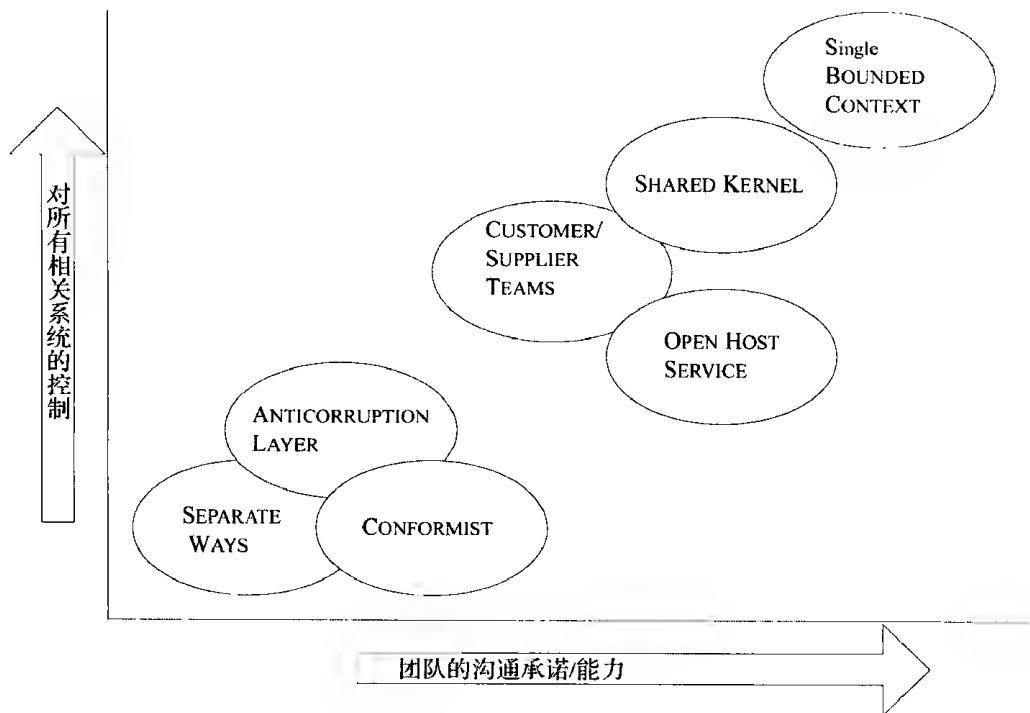 Single
BOUNDED
CONTEXT
SHARED KERNEL
CUSTOMER/
SUPPLIER
TEAMS
OPEN HOST
SERVICE
ANTICORRUPTION
LAYER
SEPARATE
WAYS
CONFORMIST
对所有相关系统的控制
团队的沟通承诺/能力